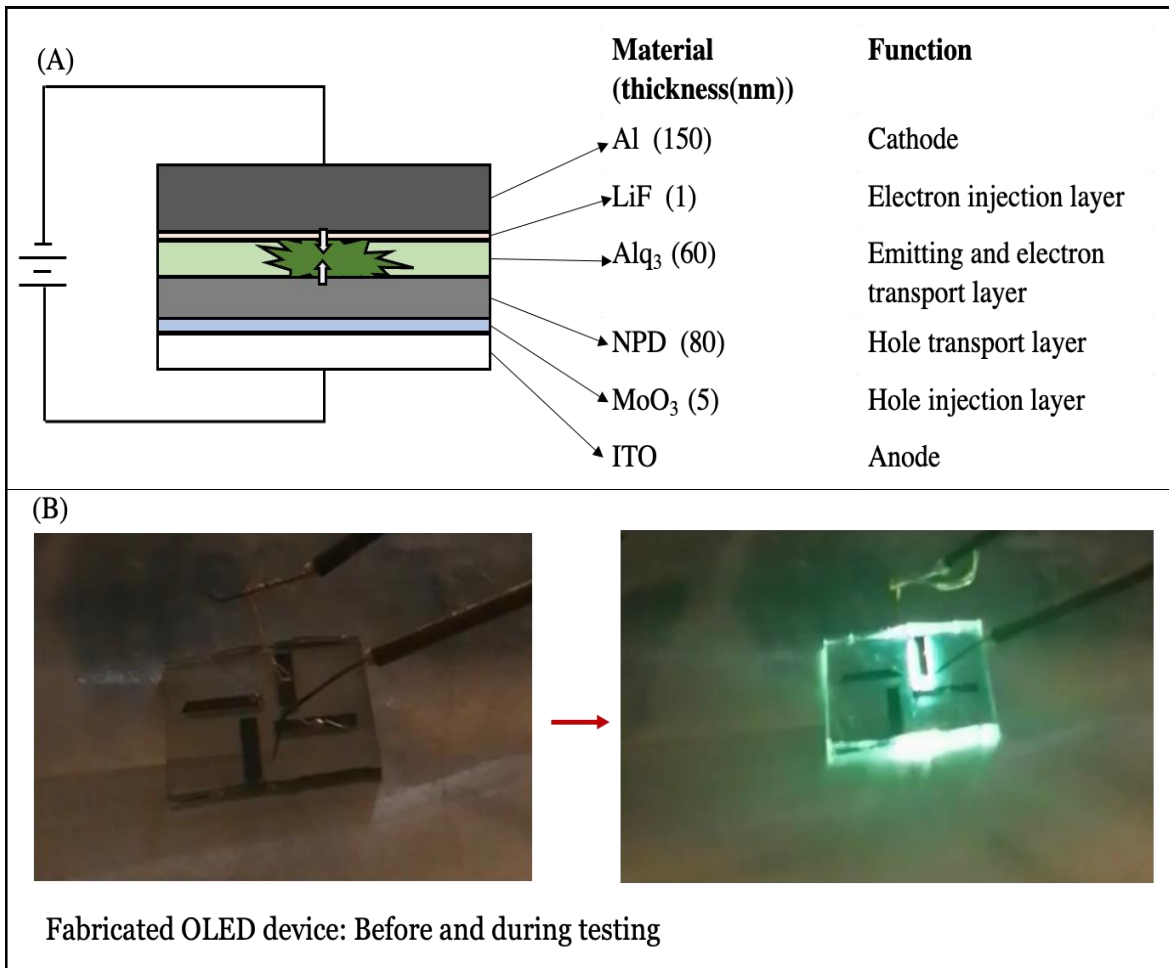 (A)
Material Function
(thickness(nm))
Al (150) Cathode
LiF (1) Electron injection layer
Alq₃ (60) Emitting and electron
transport layer
NPD (80) Hole transport layer
MoO₃ (5) Hole injection layer
ITO Anode
(B)
Fabricated OLED device: Before and during testing